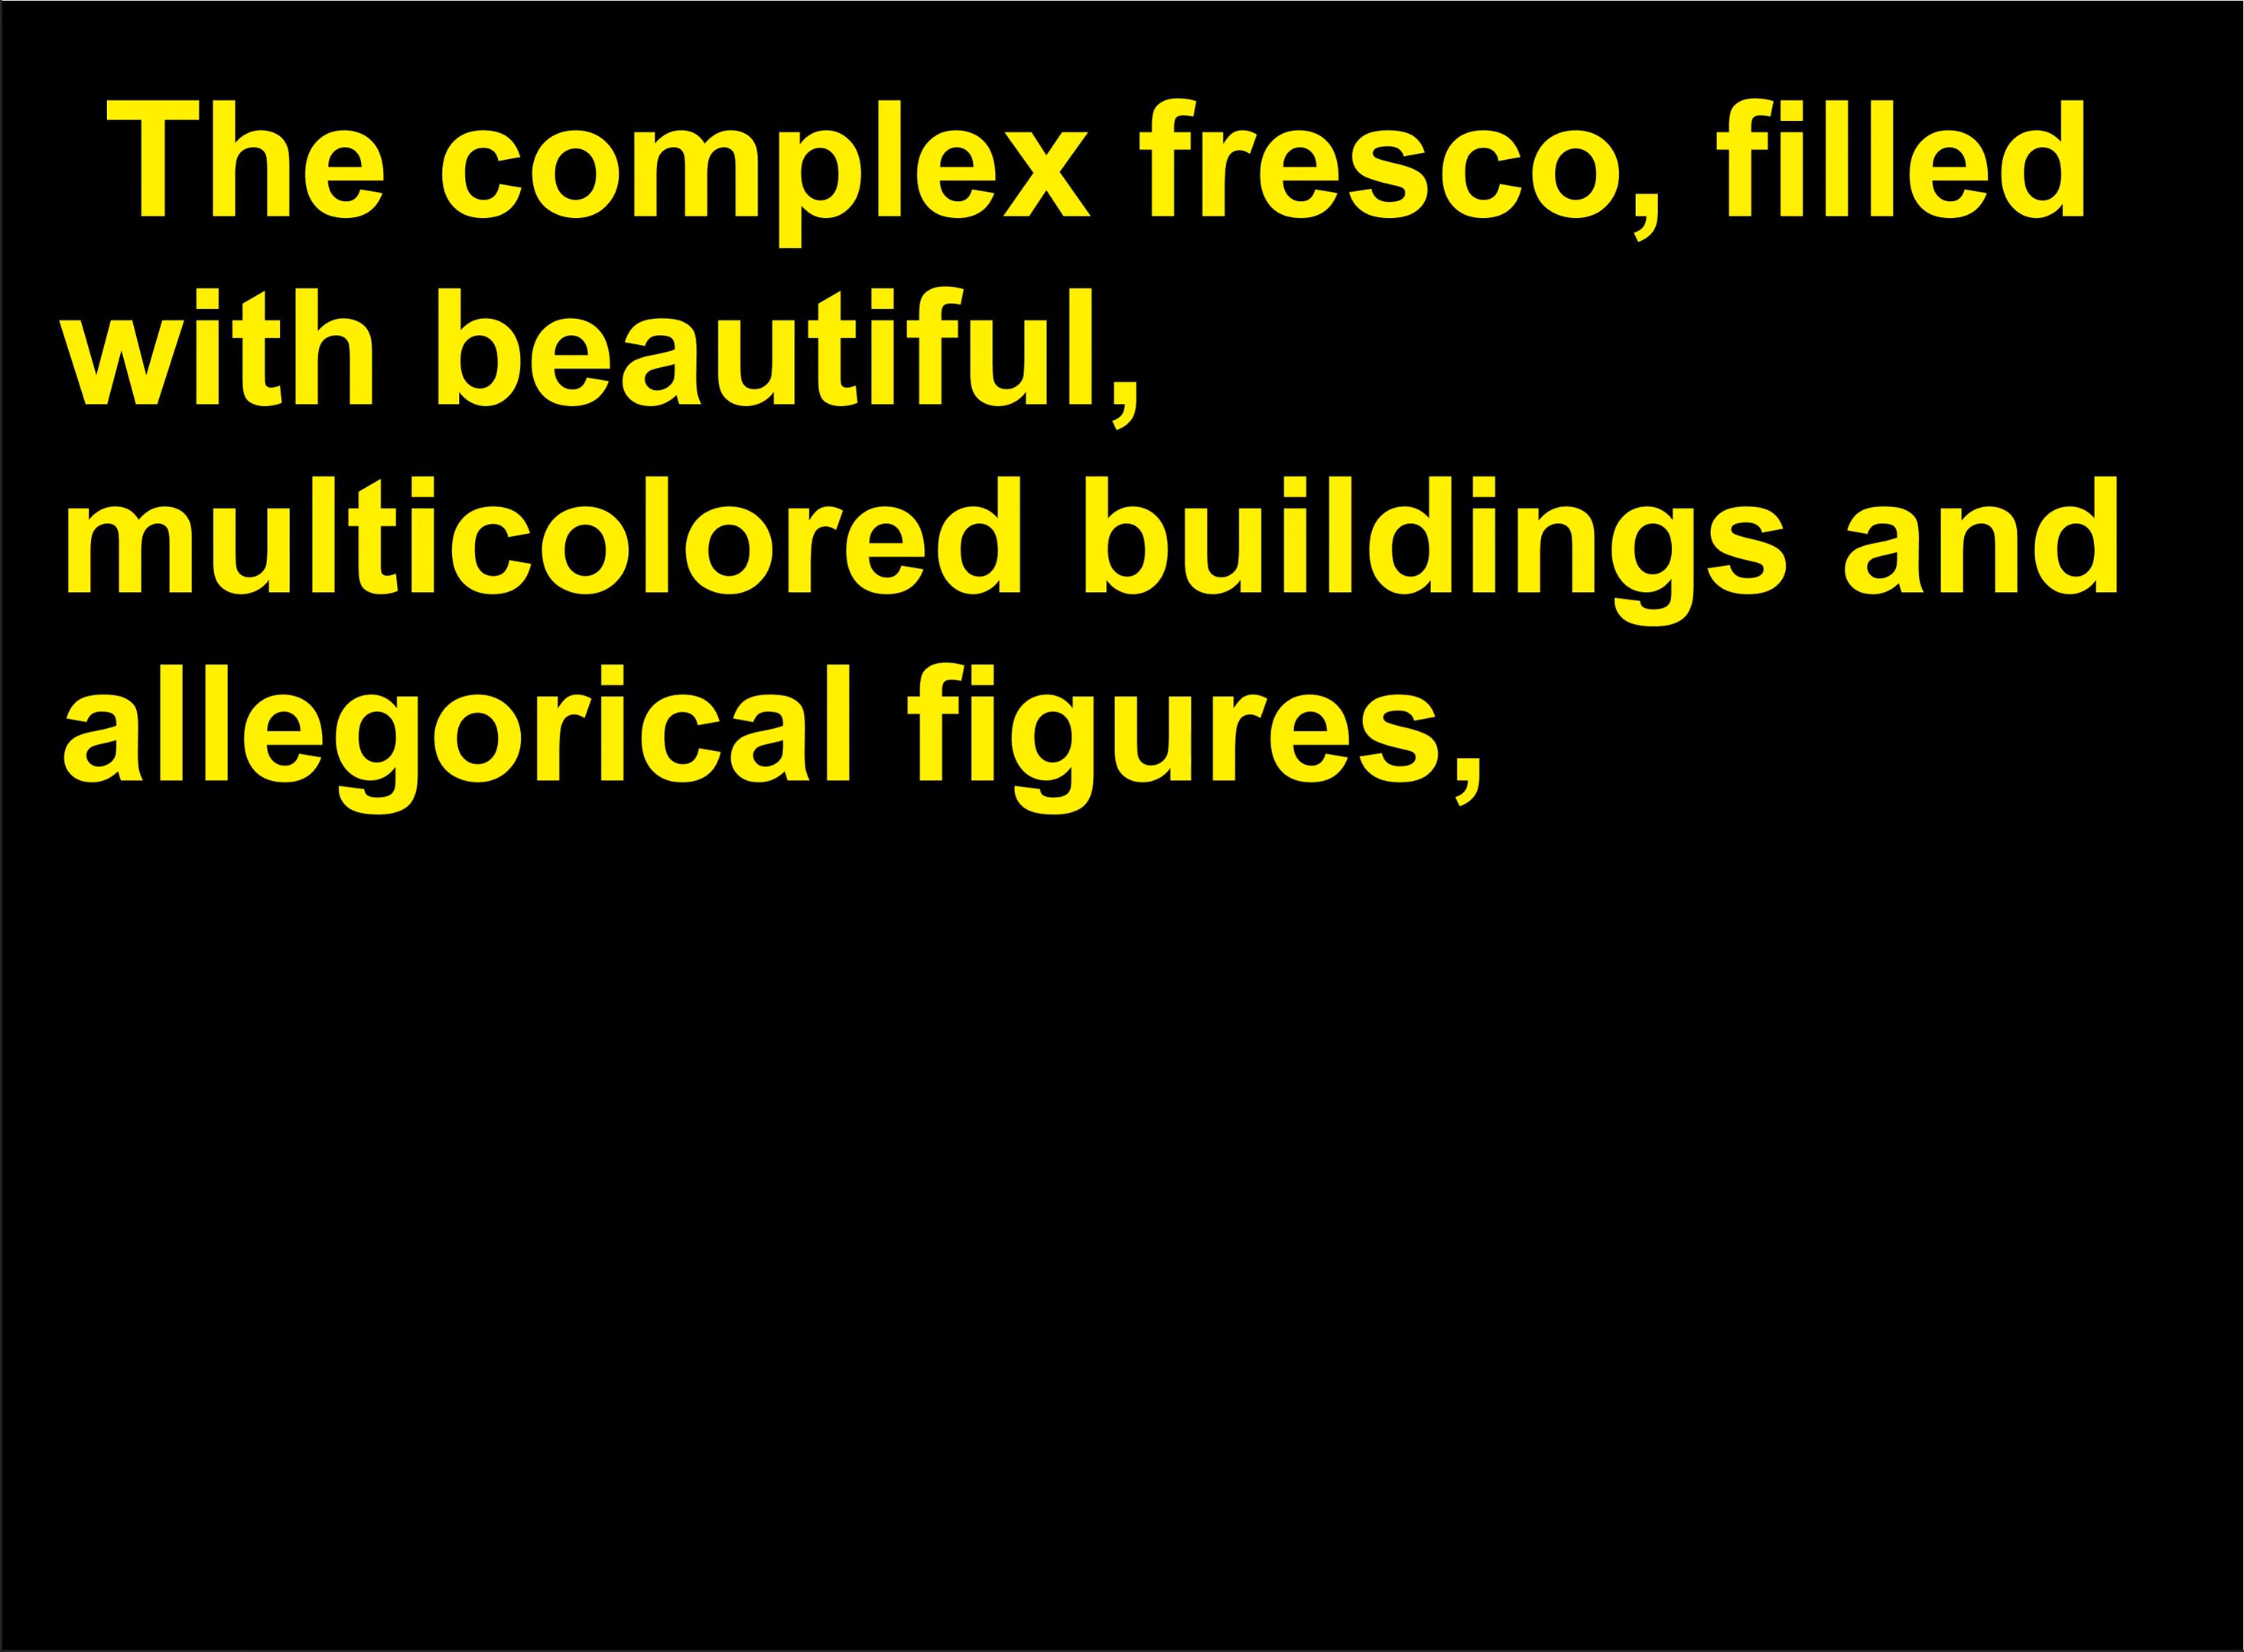 The complex fresco, filled
with beautiful,
multicolored buildings and
allegorical figures,